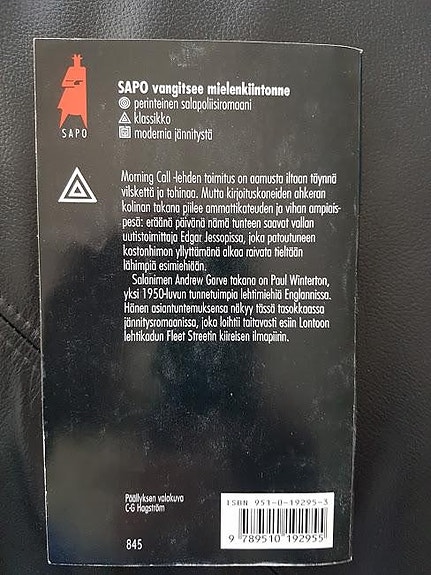 SAPO vangitsee mielenkiintonne
perinteinen salapoliisiromaani
klassikko
modernia jännitystä
SAPO
Morning Call -lehden toimitus on aamusta iltaan täynnä
vilskettä ja tohinaa. Mutta kirjoituskoneiden ahkeran
kolinan takana piilee ammattikateuden ja vihan ampiais-
pesä: eräänä päivänä nämä tunteen saavat vallan
uutistoimittaja Edgar Jessopissa, joka patoutuneen
kostonhimon yllyttämänä alkaa raivata tieltään
lähimpiä esimiehiään.
Salanimen Andrew Garve takana on Paul Winterton,
yksi 1950-luvun tunnetuimpia lehtimiehiä Englannissa.
Hänen asiantuntemuksensa näkyy tässä tasokkaassa
jännitysromaanissa, joka loihtii taitavasti esiin Lontoon
lehtikadun Fleet Streetin kiireisen ilmapiirin.
Päällyksen valokuva
C-G Hagström
845
ISBN 951-0-19295-3
9 789510 192955